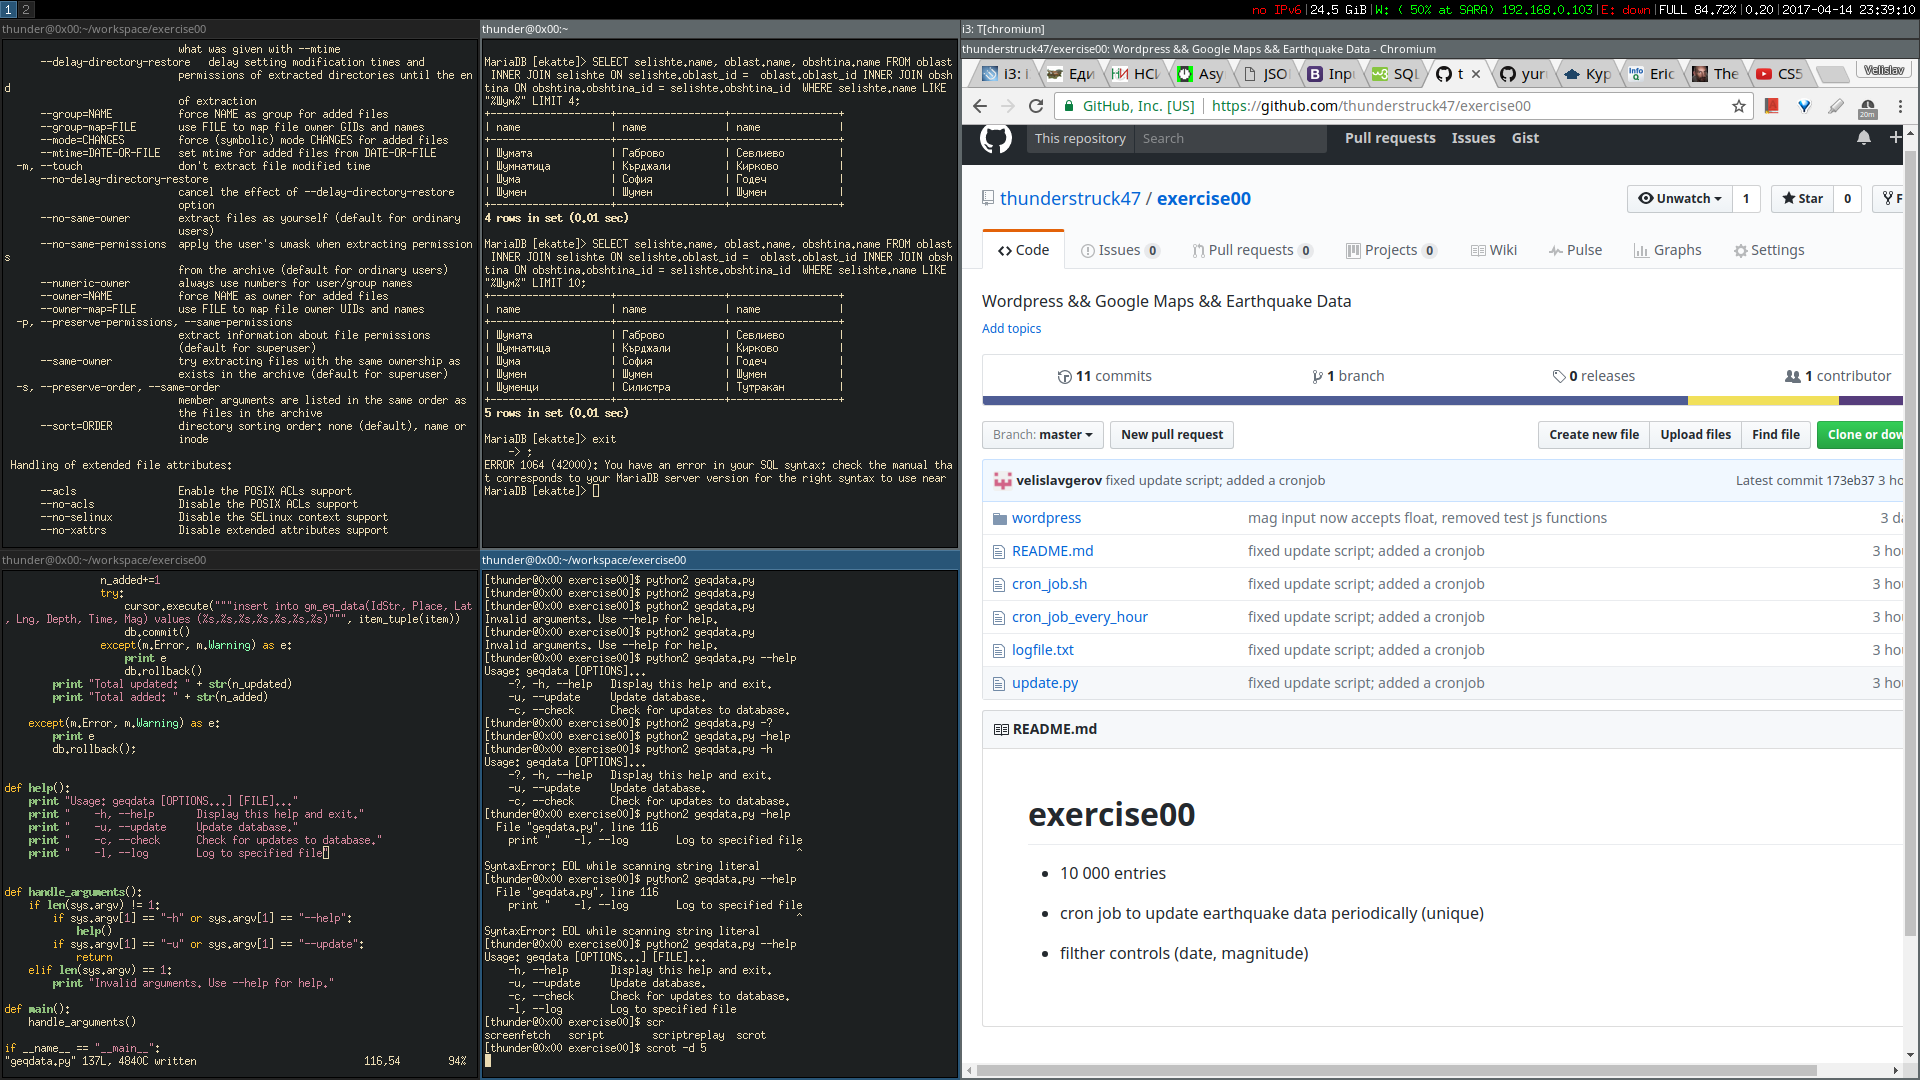 1 2
no IPv6|24.5 GiB|W: ( 50% at SARA) 192.168.0.103|E: down|FULL 84.72%|0.20|2017-04-14 23:39:10
thunder@0x00:~/workspace/exercise00
what was given with --mtime
--delay-directory-restore   delay setting modification times and
permissions of extracted directories until the en
d
of extraction
--group=NAME           force NAME as group for added files
--group-map=FILE       use FILE to map file owner GIDs and names
--mode=CHANGES         force (symbolic) mode CHANGES for added files
--mtime=DATE-OR-FILE   set mtime for added files from DATE-OR-FILE
-m, --touch                don't extract file modified time
--no-delay-directory-restore
cancel the effect of --delay-directory-restore
option
--no-same-owner        extract files as yourself (default for ordinary
users)
--no-same-permissions  apply the user's umask when extracting permission
s
from the archive (default for ordinary users)
--numeric-owner        always use numbers for user/group names
--owner=NAME           force NAME as owner for added files
--owner-map=FILE       use FILE to map file owner UIDs and names
-p, --preserve-permissions, --same-permissions
extract information about file permissions
(default for superuser)
--same-owner           try extracting files with the same ownership as
exists in the archive (default for superuser)
-s, --preserve-order, --same-order
member arguments are listed in the same order as
the files in the archive
--sort=ORDER           directory sorting order: none (default), name or
inode
Handling of extended file attributes:
--acls                 Enable the POSIX ACLs support
--no-acls              Disable the POSIX ACLs support
--no-selinux           Disable the SELinux context support
--no-xattrs            Disable extended attributes support
thunder@0x00:~
MariaDB [ekatte]> SELECT selishte.name, oblast.name, obshtina.name FROM oblast
INNER JOIN selishte ON selishte.oblast_id =  oblast.oblast_id INNER JOIN obsh
tina ON obshtina.obshtina_id = selishte.obshtina_id  WHERE selishte.name LIKE
"%Шум%" LIMIT 4;
+--------------------+------------------+------------------+
| name | name | name |
+--------------------+------------------+------------------+
| Шумата | Габрово | Севлиево |
| Шумнатица | Кърджали | Кирково |
| Шума | София | Годеч |
| Шумен | Шумен | Шумен |
+--------------------+------------------+------------------+
4 rows in set (0.01 sec)
MariaDB [ekatte]> SELECT selishte.name, oblast.name, obshtina.name FROM oblast
INNER JOIN selishte ON selishte.oblast_id =  oblast.oblast_id INNER JOIN obsh
tina ON obshtina.obshtina_id = selishte.obshtina_id  WHERE selishte.name LIKE
"%Шум%" LIMIT 10;
+--------------------+------------------+------------------+
| name | name | name |
+--------------------+------------------+------------------+
| Шумата | Габрово | Севлиево |
| Шумнатица | Кърджали | Кирково |
| Шума | София | Годеч |
| Шумен | Шумен | Шумен |
| Шуменци | Силистра | Тутракан |
+--------------------+------------------+------------------+
5 rows in set (0.01 sec)
MariaDB [ekatte]> exit
-> ;
ERROR 1064 (42000): You have an error in your SQL syntax; check the manual tha
t corresponds to your MariaDB server version for the right syntax to use near
MariaDB [ekatte]>
thunder@0x00:~/workspace/exercise00
n_added+=1
try:
cursor.execute("""insert into gm_eq_data(IdStr, Place, Lat
, Lng, Depth, Time, Mag) values (%s,%s,%s,%s,%s,%s,%s)""", item_tuple(item))
db.commit()
except(m.Error, m.Warning) as e:
print e
db.rollback()
print "Total updated: " + str(n_updated)
print "Total added: " + str(n_added)
except(m.Error, m.Warning) as e:
print e
db.rollback();
def help():
print "Usage: geqdata [OPTIONS...] [FILE]..."
print "    -h, --help       Display this help and exit."
print "    -u, --update     Update database."
print "    -c, --check      Check for updates to database."
print "    -l, --log        Log to specified file"
def handle_arguments():
if len(sys.argv) != 1:
if sys.argv[1] == "-h" or sys.argv[1] == "--help":
help()
if sys.argv[1] == "-u" or sys.argv[1] == "--update":
return
elif len(sys.argv) == 1:
print "Invalid arguments. Use --help for help."
def main():
handle_arguments()
if __name__ == "__main__":
"geqdata.py" 137L, 4840C written 116,54 94%
thunder@0x00:~/workspace/exercise00
[thunder@0x00 exercise00]$ python2 geqdata.py
[thunder@0x00 exercise00]$ python2 geqdata.py
[thunder@0x00 exercise00]$ python2 geqdata.py
Invalid arguments. Use --help for help.
[thunder@0x00 exercise00]$ python2 geqdata.py
Invalid arguments. Use --help for help.
[thunder@0x00 exercise00]$ python2 geqdata.py --help
Usage: geqdata [OPTIONS]...
-?, -h, --help   Display this help and exit.
-u, --update     Update database.
-c, --check      Check for updates to database.
[thunder@0x00 exercise00]$ python2 geqdata.py -?
[thunder@0x00 exercise00]$ python2 geqdata.py -help
[thunder@0x00 exercise00]$ python2 geqdata.py -h
Usage: geqdata [OPTIONS]...
-?, -h, --help   Display this help and exit.
-u, --update     Update database.
-c, --check      Check for updates to database.
[thunder@0x00 exercise00]$ python2 geqdata.py -help
File "geqdata.py", line 116
print "    -l, --log        Log to specified file
^
SyntaxError: EOL while scanning string literal
[thunder@0x00 exercise00]$ python2 geqdata.py --help
File "geqdata.py", line 116
print "    -l, --log        Log to specified file
^
SyntaxError: EOL while scanning string literal
[thunder@0x00 exercise00]$ python2 geqdata.py --help
Usage: geqdata [OPTIONS...] [FILE]...
-h, --help       Display this help and exit.
-u, --update     Update database.
-c, --check      Check for updates to database.
-l, --log        Log to specified file
[thunder@0x00 exercise00]$ scr
screenfetch   script        scriptreplay  scrot
[thunder@0x00 exercise00]$ scrot -d 5
i3: T[chromium]
thunderstruck47/exercise00: Wordpress && Google Maps && Earthquake Data - Chromium
i3: i Еди НСИ Asy JSO Inpu SQL t yuri Кур Eric The CS5 Velislav
GitHub, Inc. [US] | https://github.com/thunderstruck47/exercise00 20m
This repository Search Pull requests Issues Gist
thunderstruck47 / exercise00 Unwatch 1 Star 0 F
Code Issues 0 Pull requests 0 Projects 0 Wiki Pulse Graphs Settings
Wordpress && Google Maps && Earthquake Data
Add topics
11 commits 1 branch 0 releases 1 contributor
Branch: master New pull request Create new file Upload files Find file Clone or dow
velislavgerov fixed update script; added a cronjob Latest commit 173eb37 3 ho
wordpress mag input now accepts float, removed test js functions 3 da
README.md fixed update script; added a cronjob 3 hou
cron_job.sh fixed update script; added a cronjob 3 hou
cron_job_every_hour fixed update script; added a cronjob 3 hou
logfile.txt fixed update script; added a cronjob 3 hou
update.py fixed update script; added a cronjob 3 hou
README.md
exercise00
• 10 000 entries
• cron job to update earthquake data periodically (unique)
• filther controls (date, magnitude)